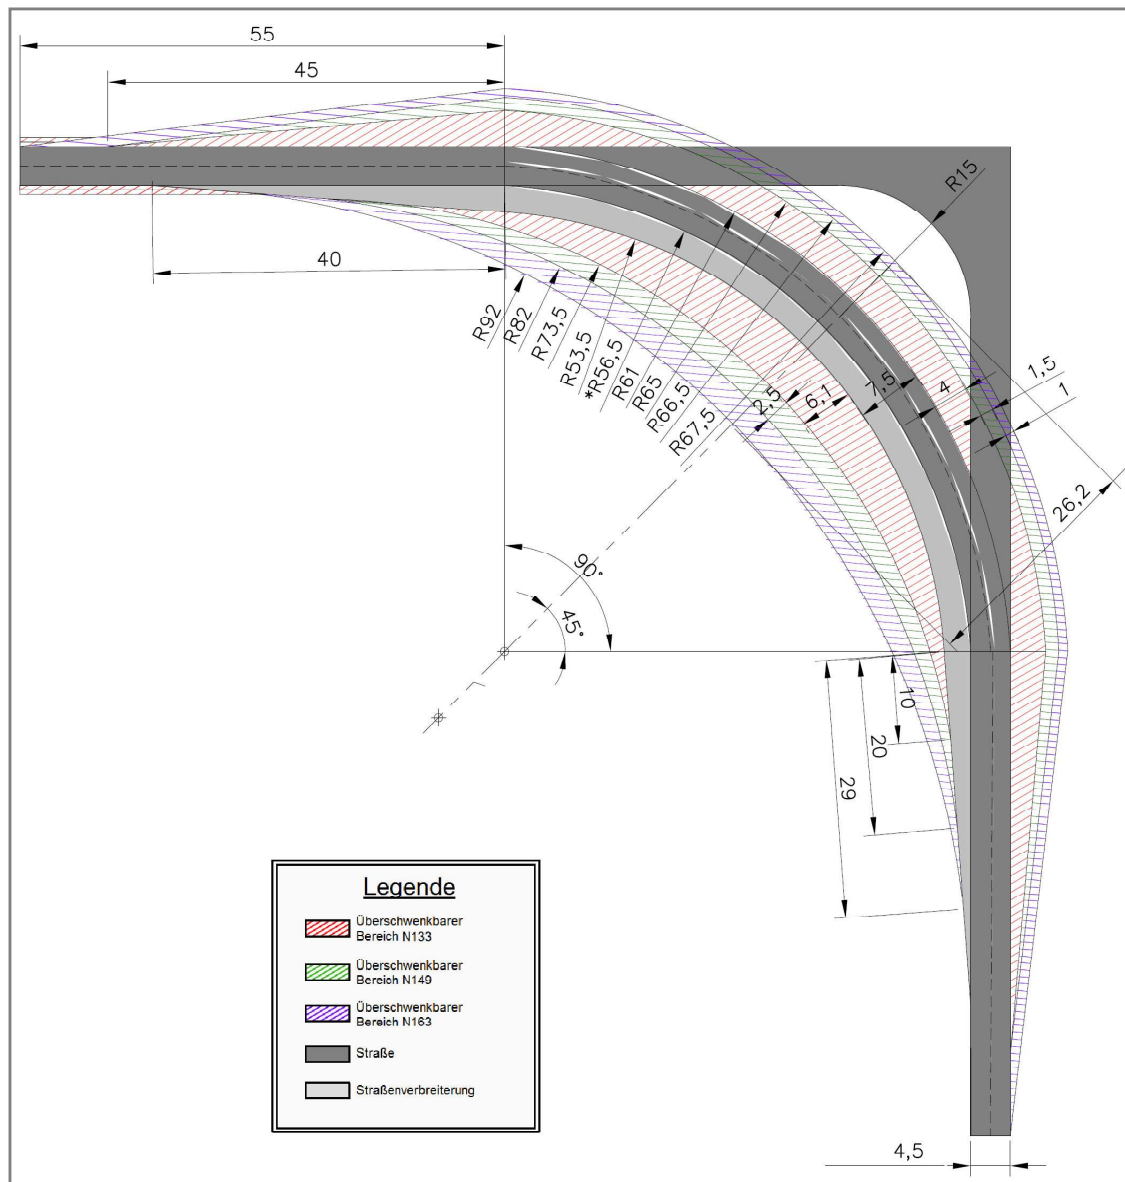 55
45
R15
40
R92
R82
R73,5
R53,5
*R56,5
R61
R65
R66,5
R67,5
2,5
6,1
7,5
4
1,5
1
26,2
90°
45°
10
20
29
Legende
Überschwenkbarer
Bereich N133
Überschwenkbarer
Bereich N149
Überschwenkbarer
Bereich N163
Straße
Straßenverbreiterung
4,5